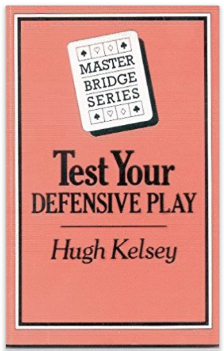 MASTER
BRIDGE
SERIES
Test Your
DEFENSIVE PLAY
Hugh Kelsey